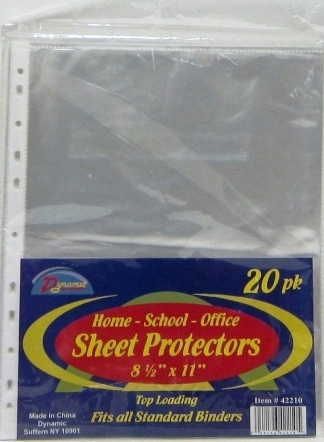 Dynamic
20 pk
Home - School - Office
Sheet Protectors
8 ½" x 11"
Top Loading
Fits all Standard Binders
Made in China
Dynamic
Suffern NY 10901
Item # 42210